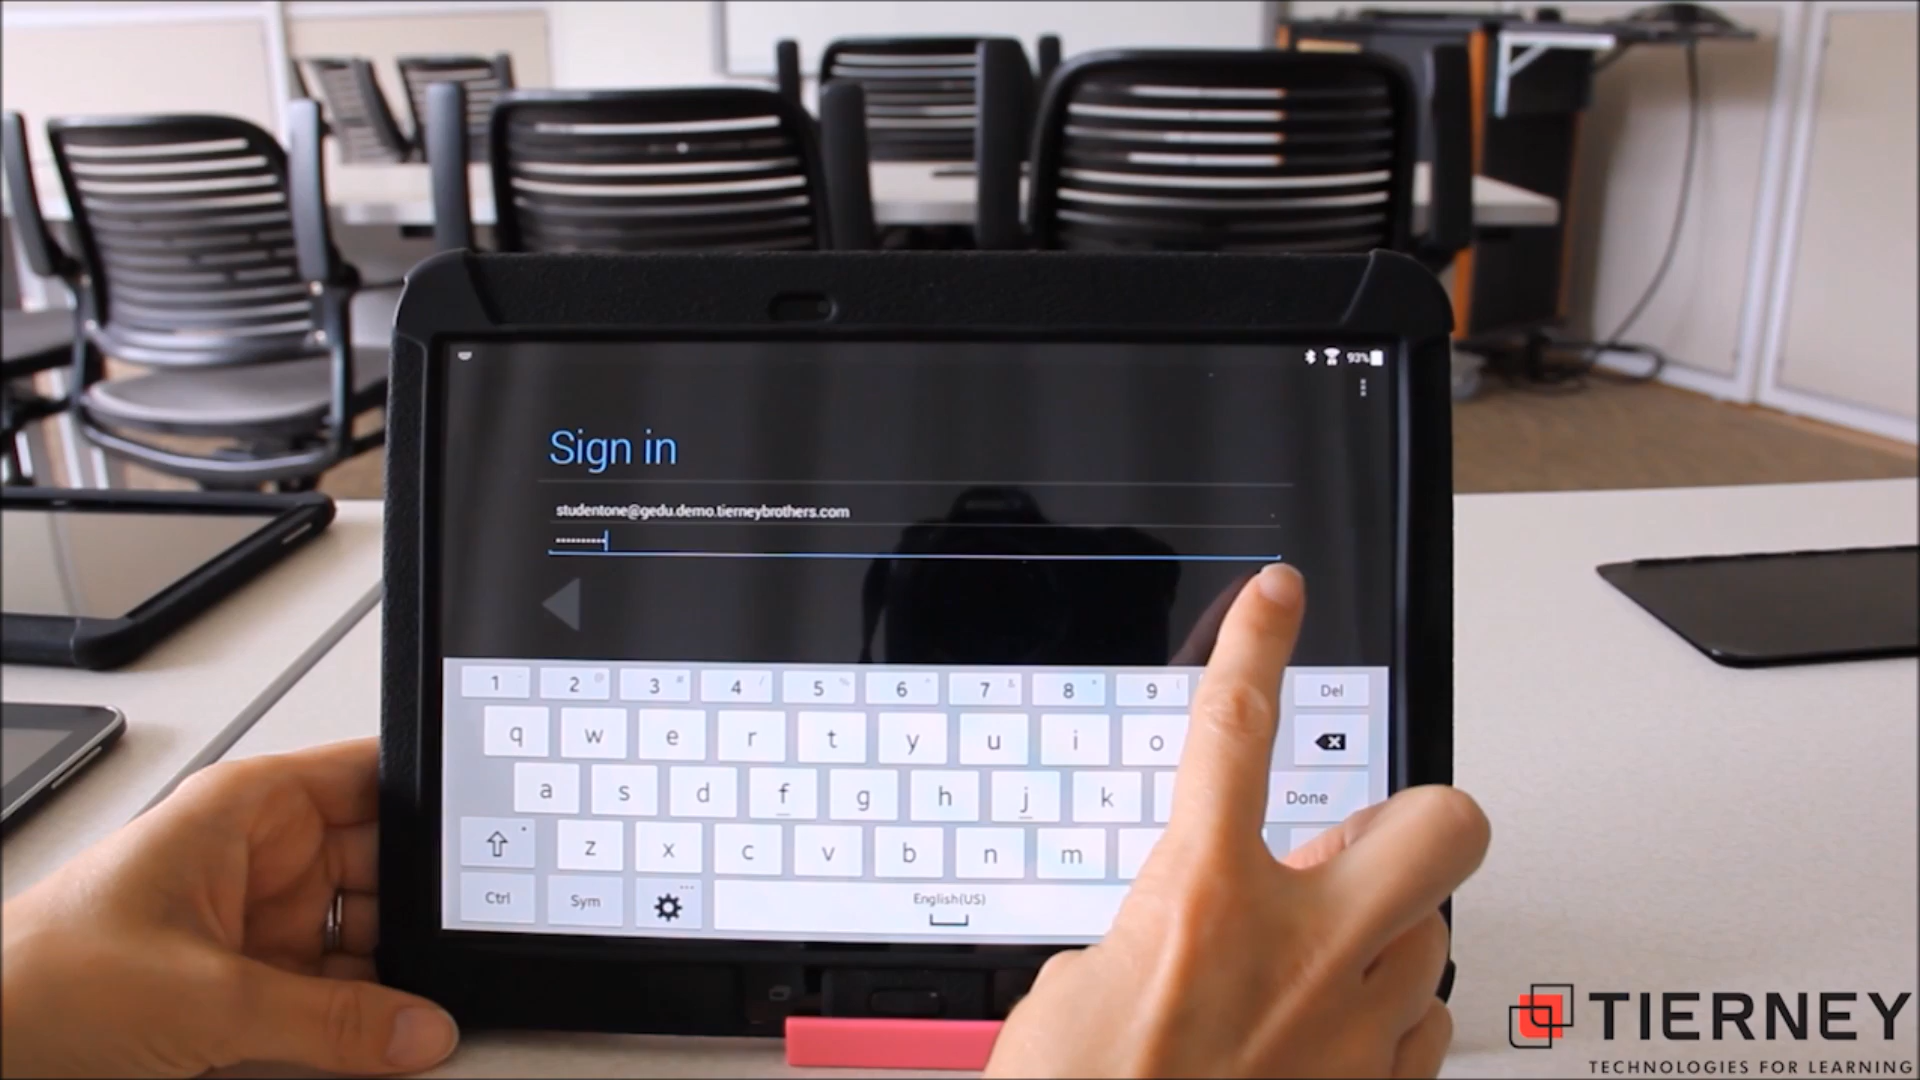 93%
Sign in
studentone@gedu.demo.tierneybrothers.com
1 2 3 4 5 6 7 8 9 Del
q w e r t y u i o
a s d f g h j k Done
z x c v b n m
Ctrl Sym English(US)
TIERNEY
TECHNOLOGIES FOR LEARNING